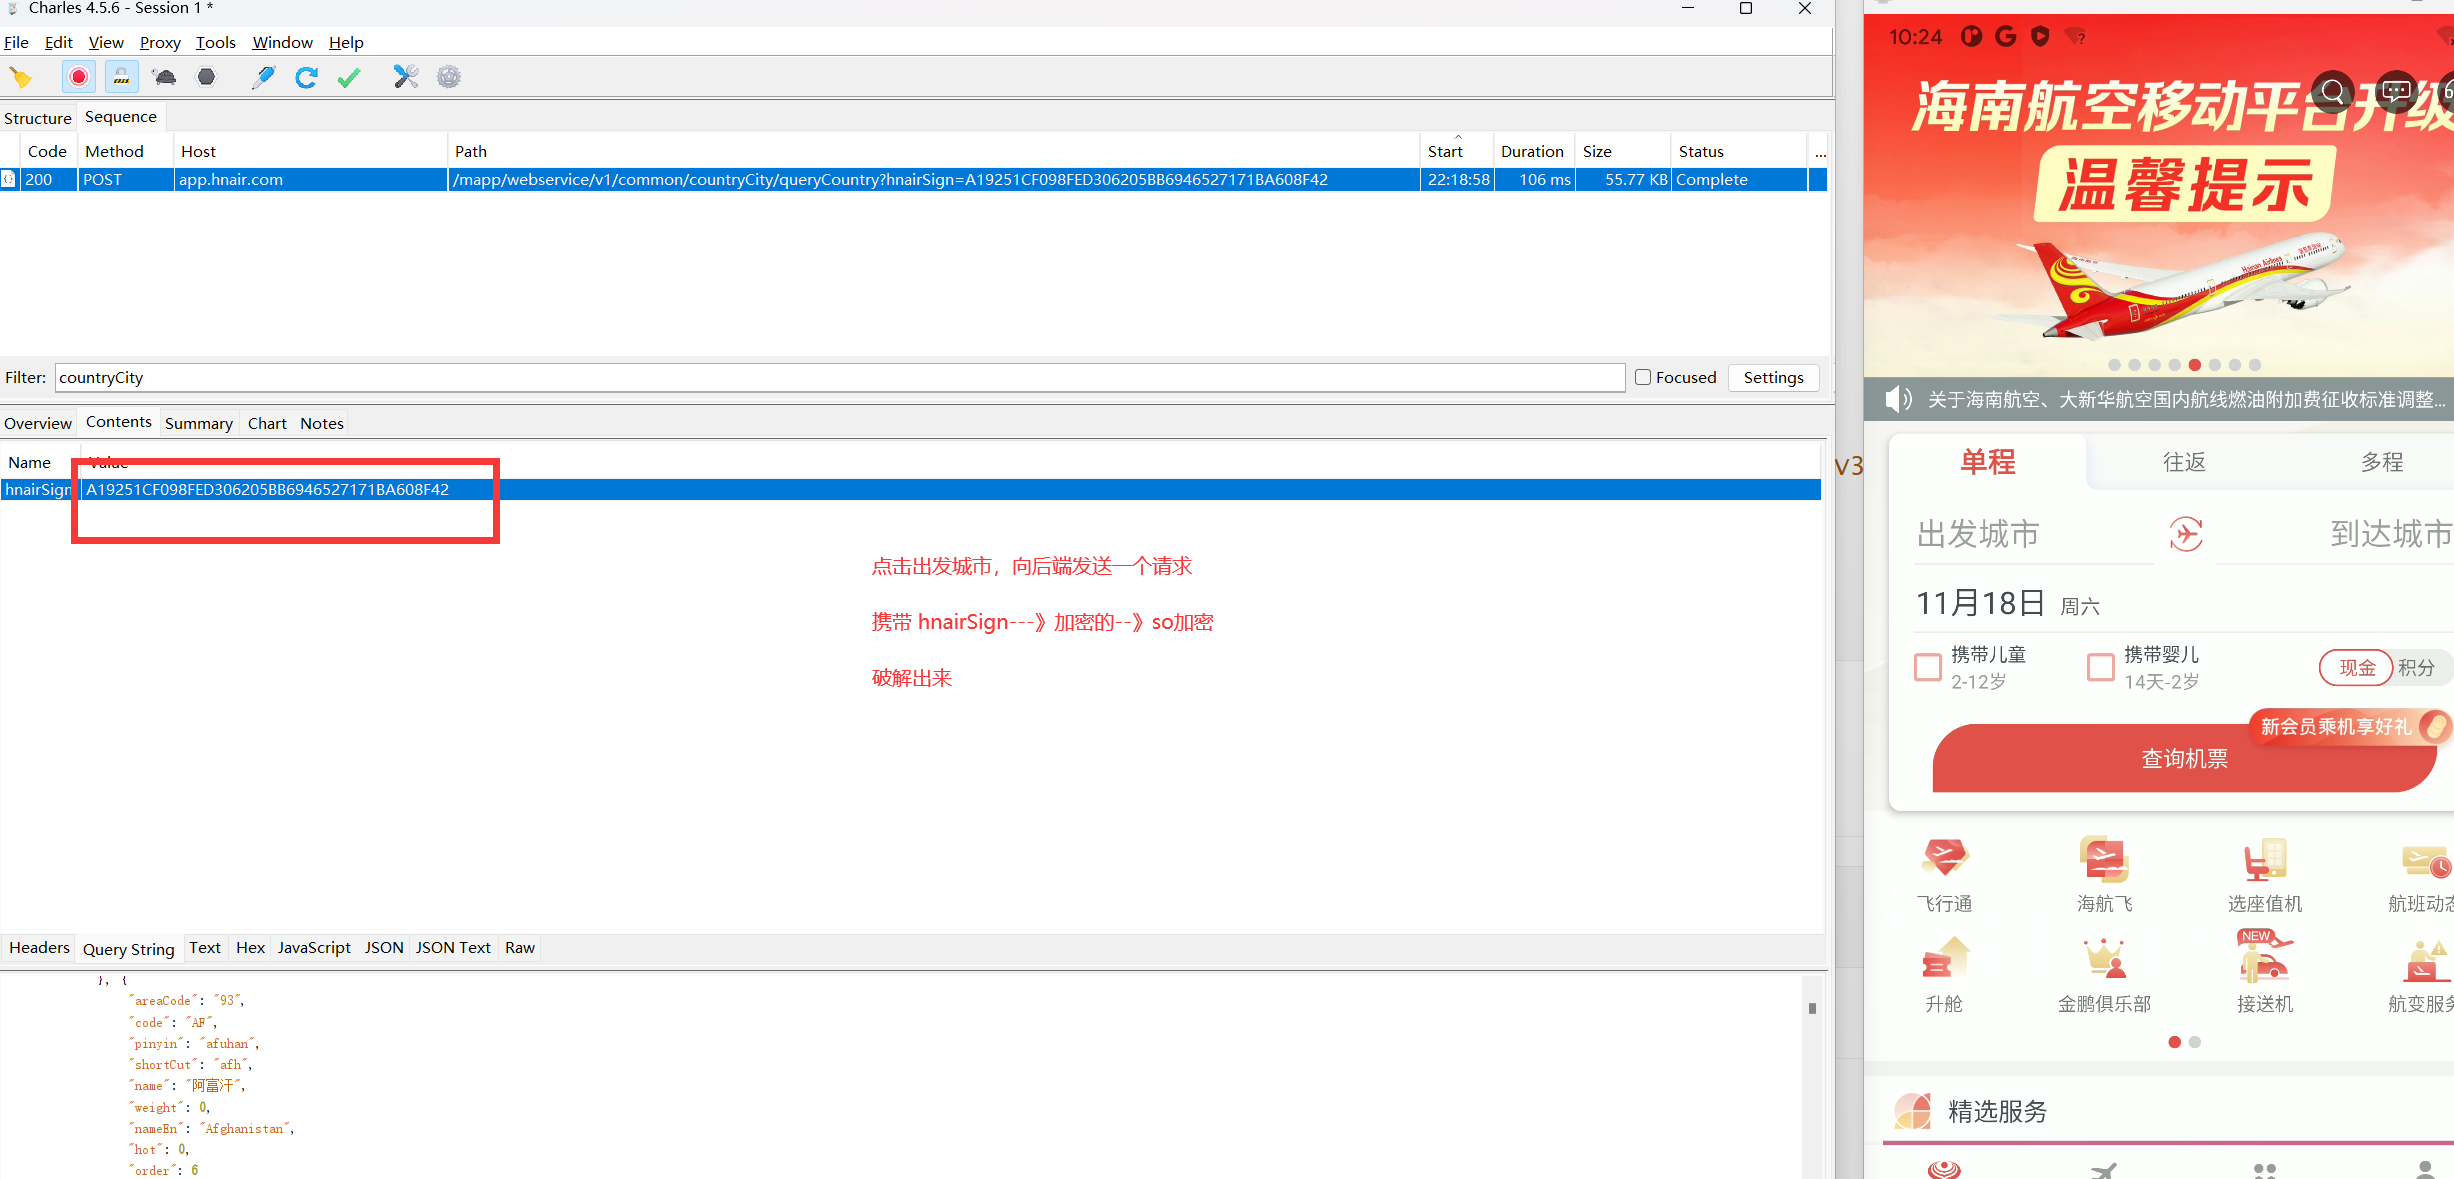 Charles 4.5.6 - Session 1 *
File Edit View Proxy Tools Window Help
Structure Sequence
Code Method Host Path Start Duration Size Status ...
200 POST app.hnair.com /mapp/webservice/v1/common/countryCity/queryCountry?hnairSign=A19251CF098FED306205BB6946527171BA608F42 22:18:58 106 ms 55.77 KB Complete
Filter: countryCity Focused Settings
Overview Contents Summary Chart Notes
Name Value
hnairSign A19251CF098FED306205BB6946527171BA608F42
点击出发城市，向后端发送一个请求
携带 hnairSign---》加密的--》so加密
破解出来
Headers Query String Text Hex JavaScript JSON JSON Text Raw
}, {
"areaCode": "93",
"code": "AF",
"pinyin": "afuhan",
"shortCut": "afh",
"name": "阿富汗",
"weight": 0,
"nameEn": "Afghanistan",
"hot": 0,
"order": 6
v3
10:24
海南航空移动平台升级
温馨提示
Hainan Airlines
关于海南航空、大新华航空国内航线燃油附加费征收标准调整...
单程 往返 多程
出发城市 到达城市
11月18日 周六
携带儿童 携带婴儿 现金 积分
2-12岁 14天-2岁
新会员乘机享好礼
查询机票
飞行通 海航飞 选座值机 航班动态
NEW
升舱 金鹏俱乐部 接送机 航变服务
精选服务